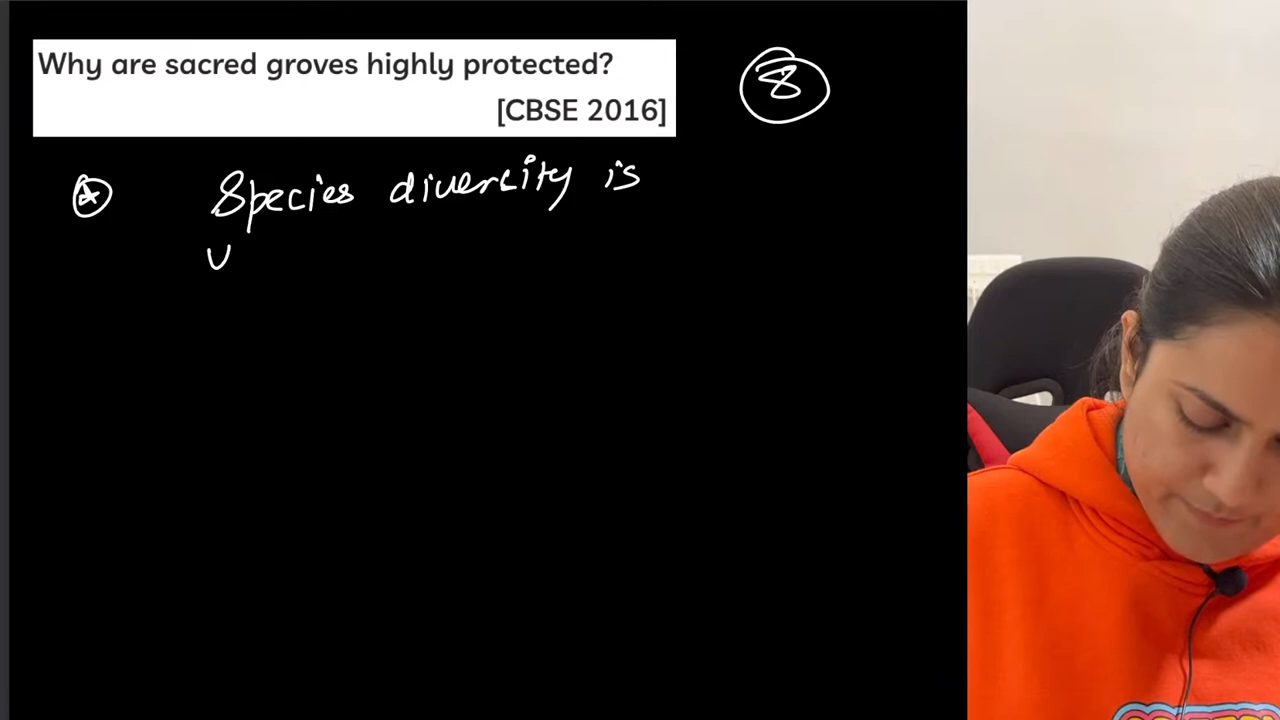 Why are sacred groves highly protected?
[CBSE 2016]
8
Species diversity is
v